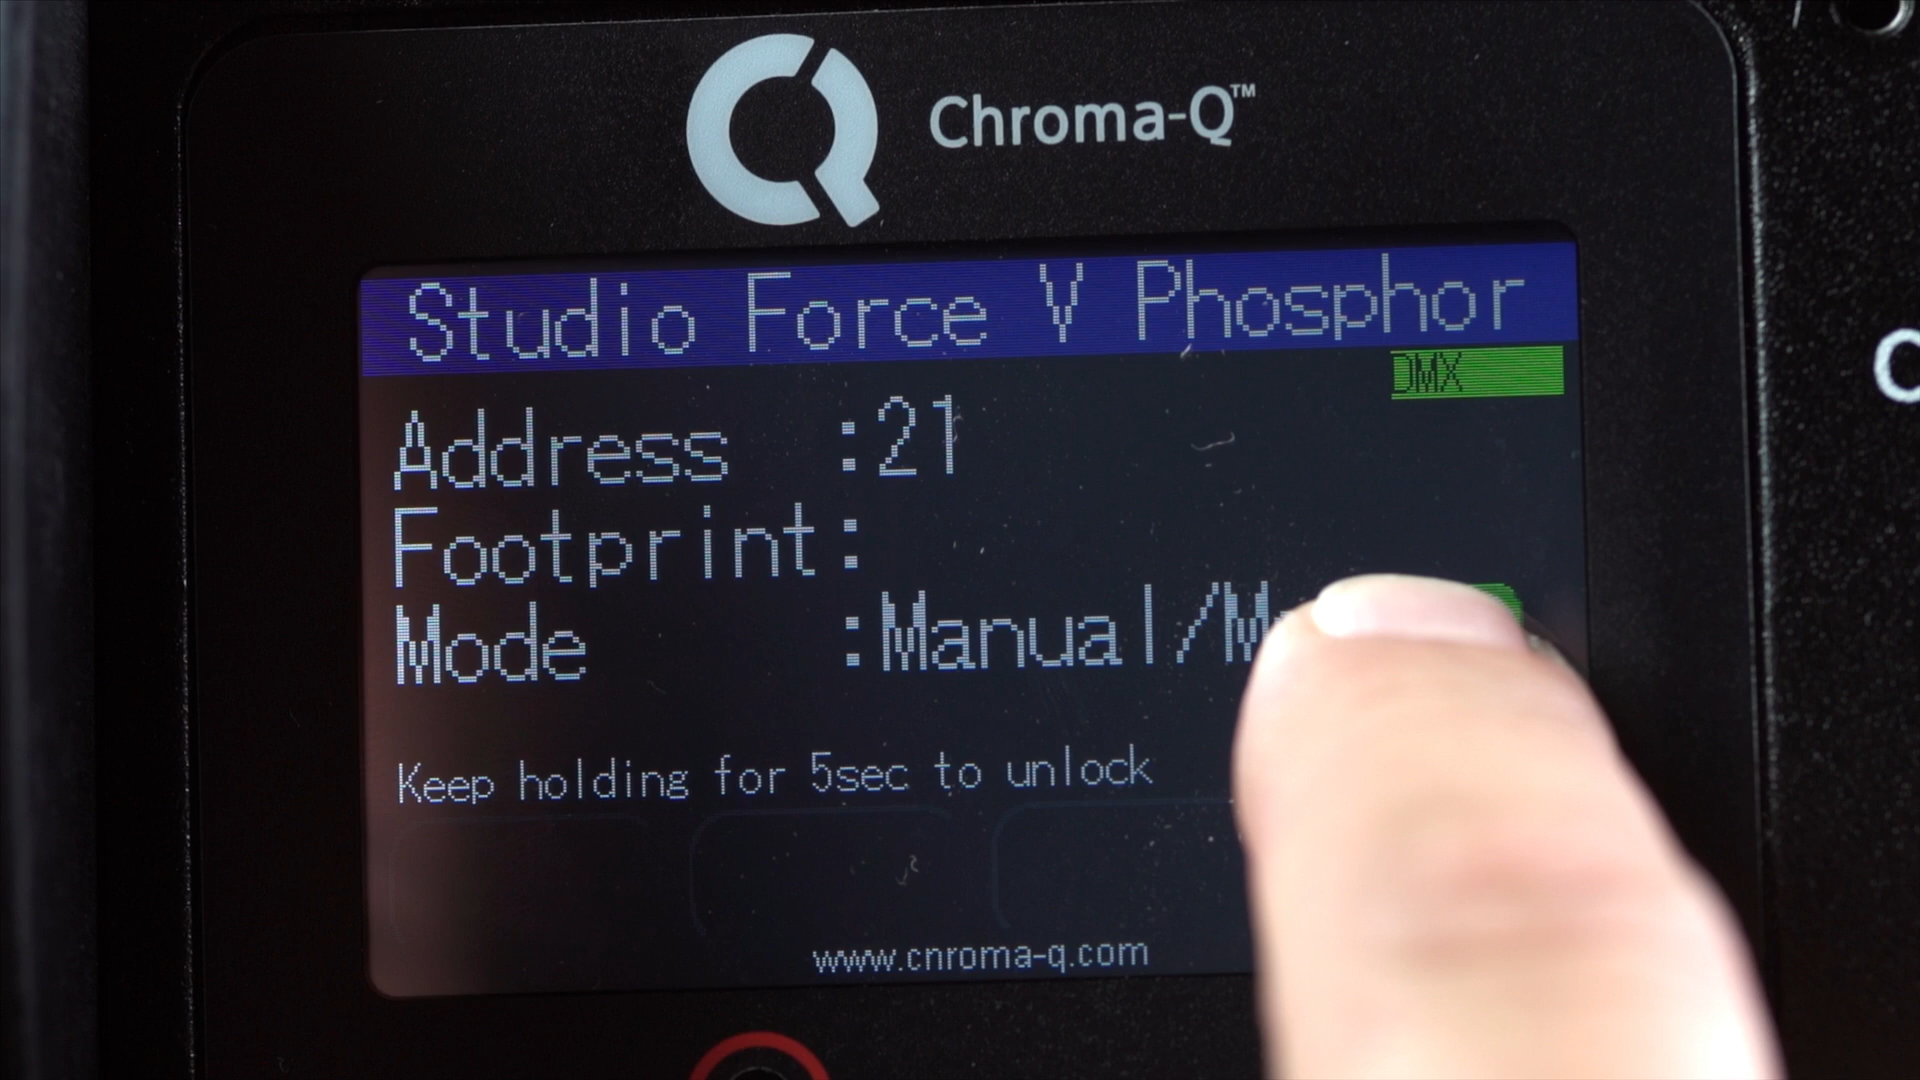 Chroma-Q™
Studio Force V Phosphor
DMX
Address :21
Footprint:
Mode :Manual/M
Keep holding for 5sec to unlock
www.cnroma-q.com